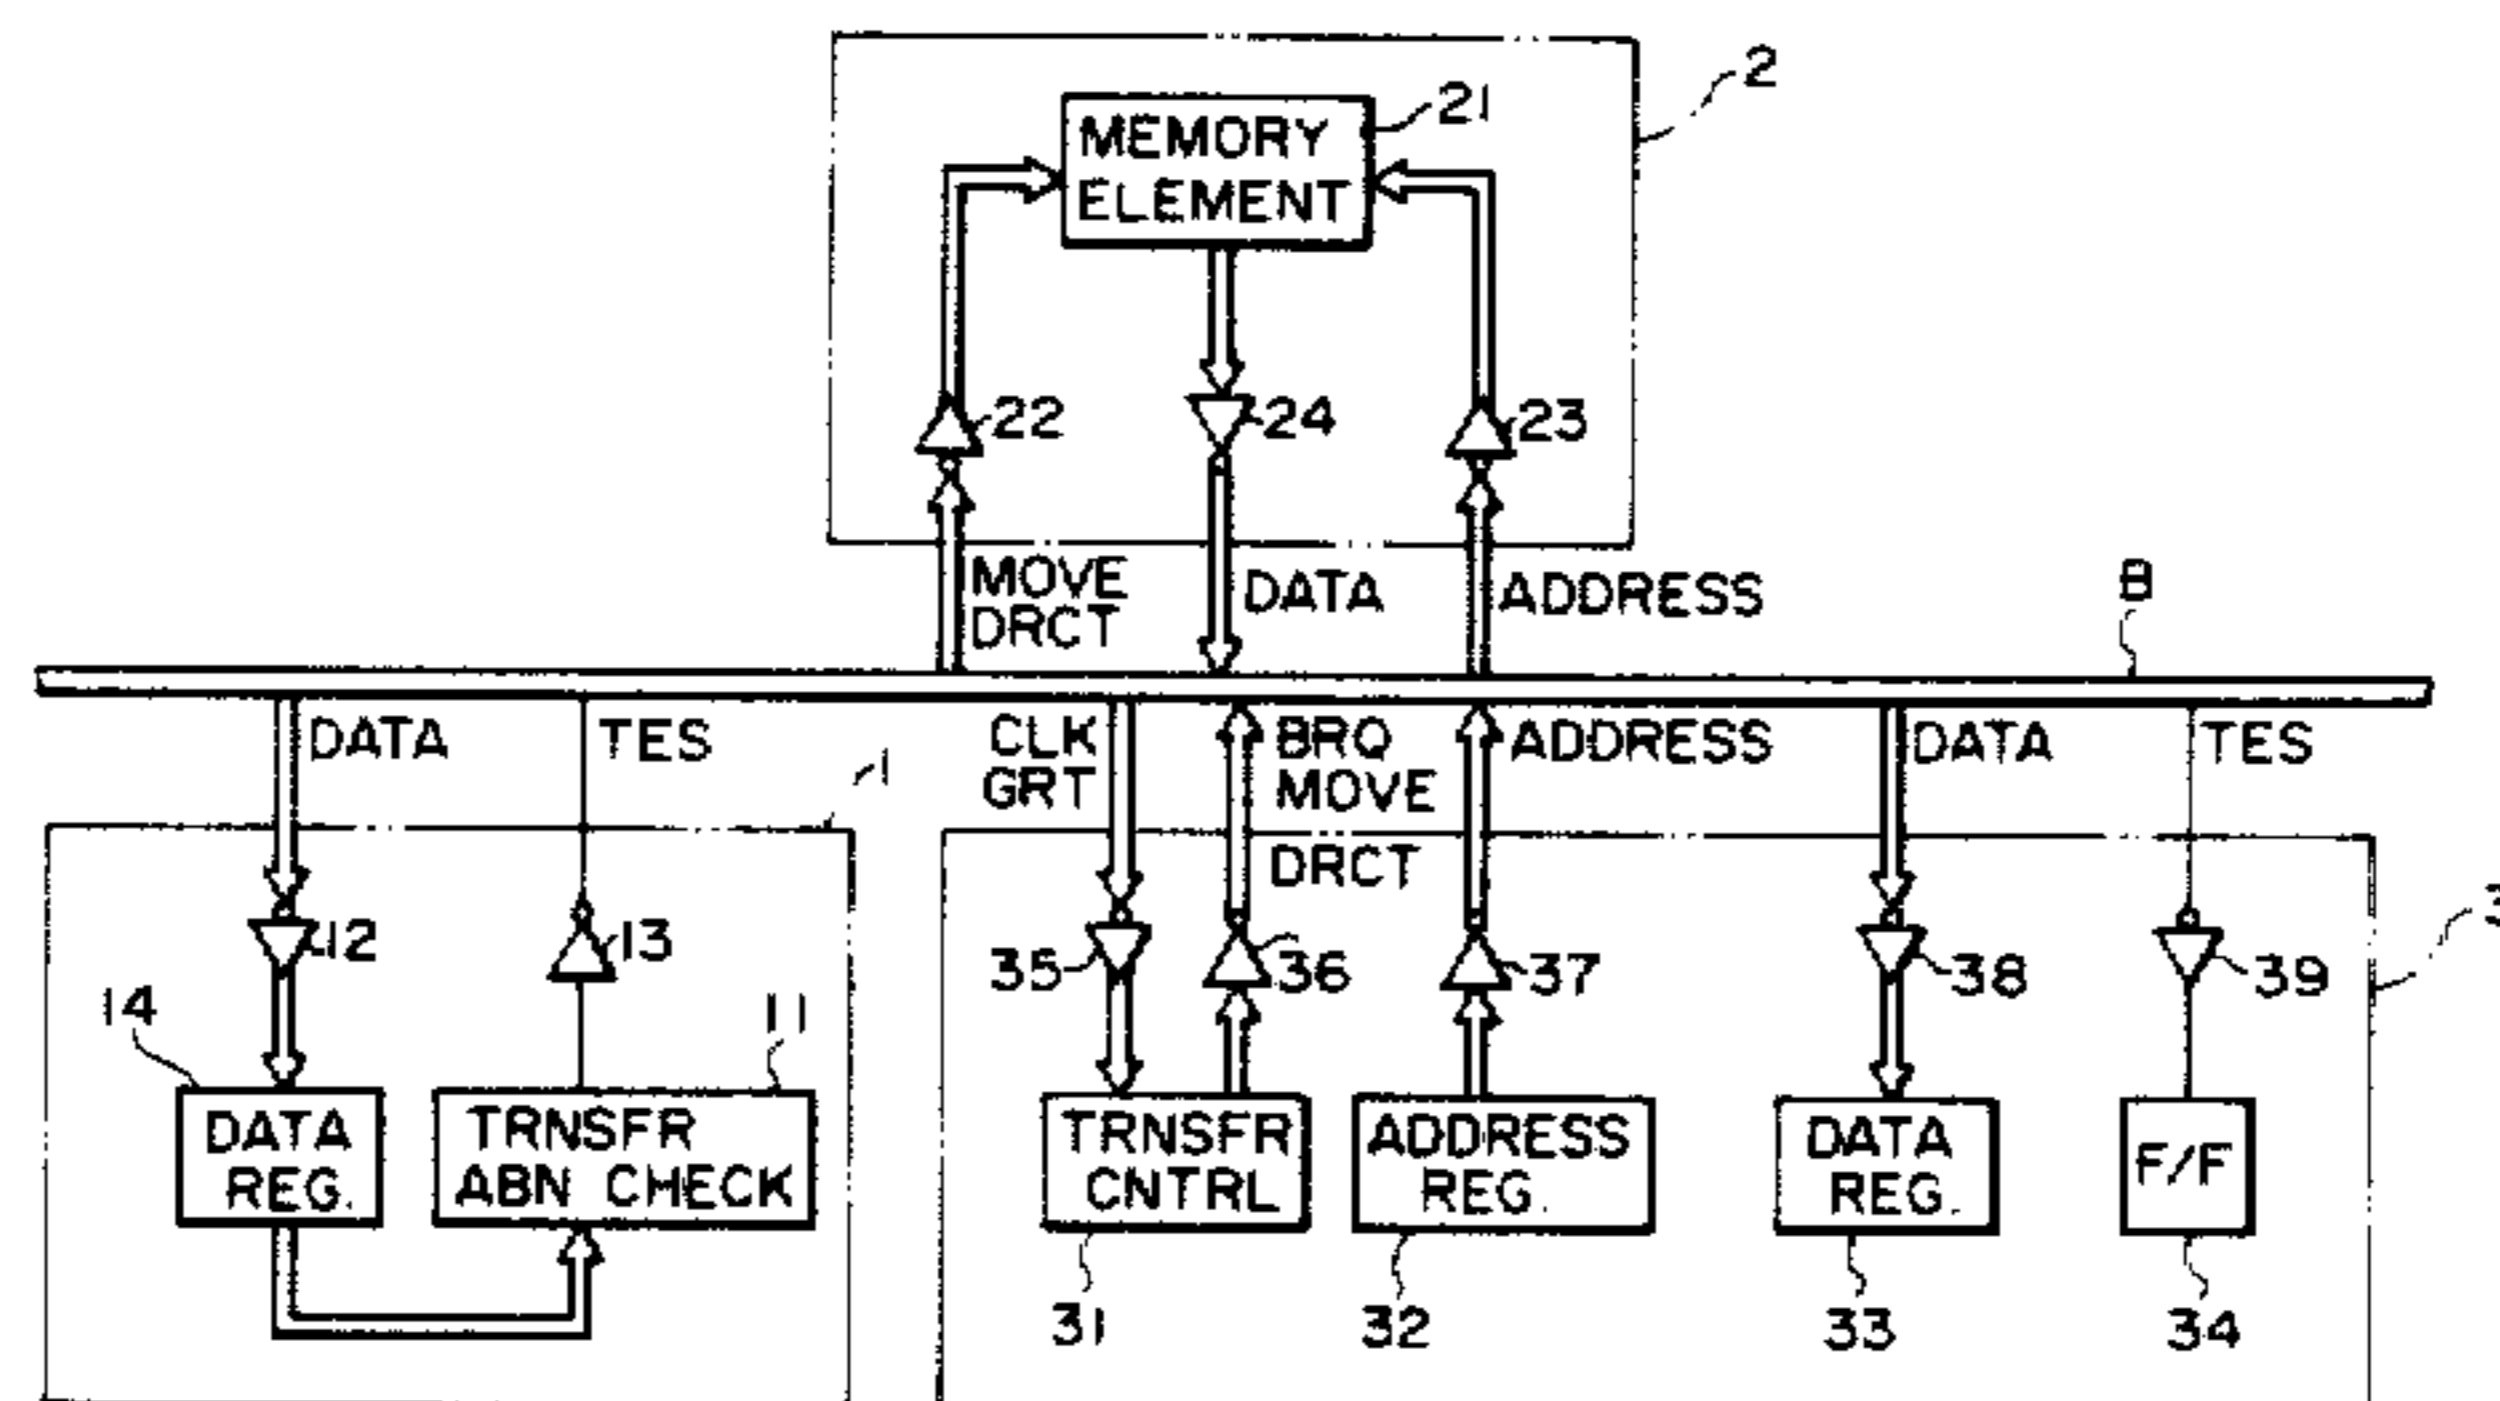 2
21
MEMORY
ELEMENT
22
24
23
MOVE
DRCT
DATA
ADDRESS
B
DATA
TES
CLK
GRT
BRQ
MOVE
DRCT
ADDRESS
DATA
TES
1
3
12
13
35
36
37
38
39
14
11
DATA
REG.
TRNSFR
ABN CHECK
TRNSFR
CNTRL
ADDRESS
REG.
DATA
REG.
F/F
31
32
33
34